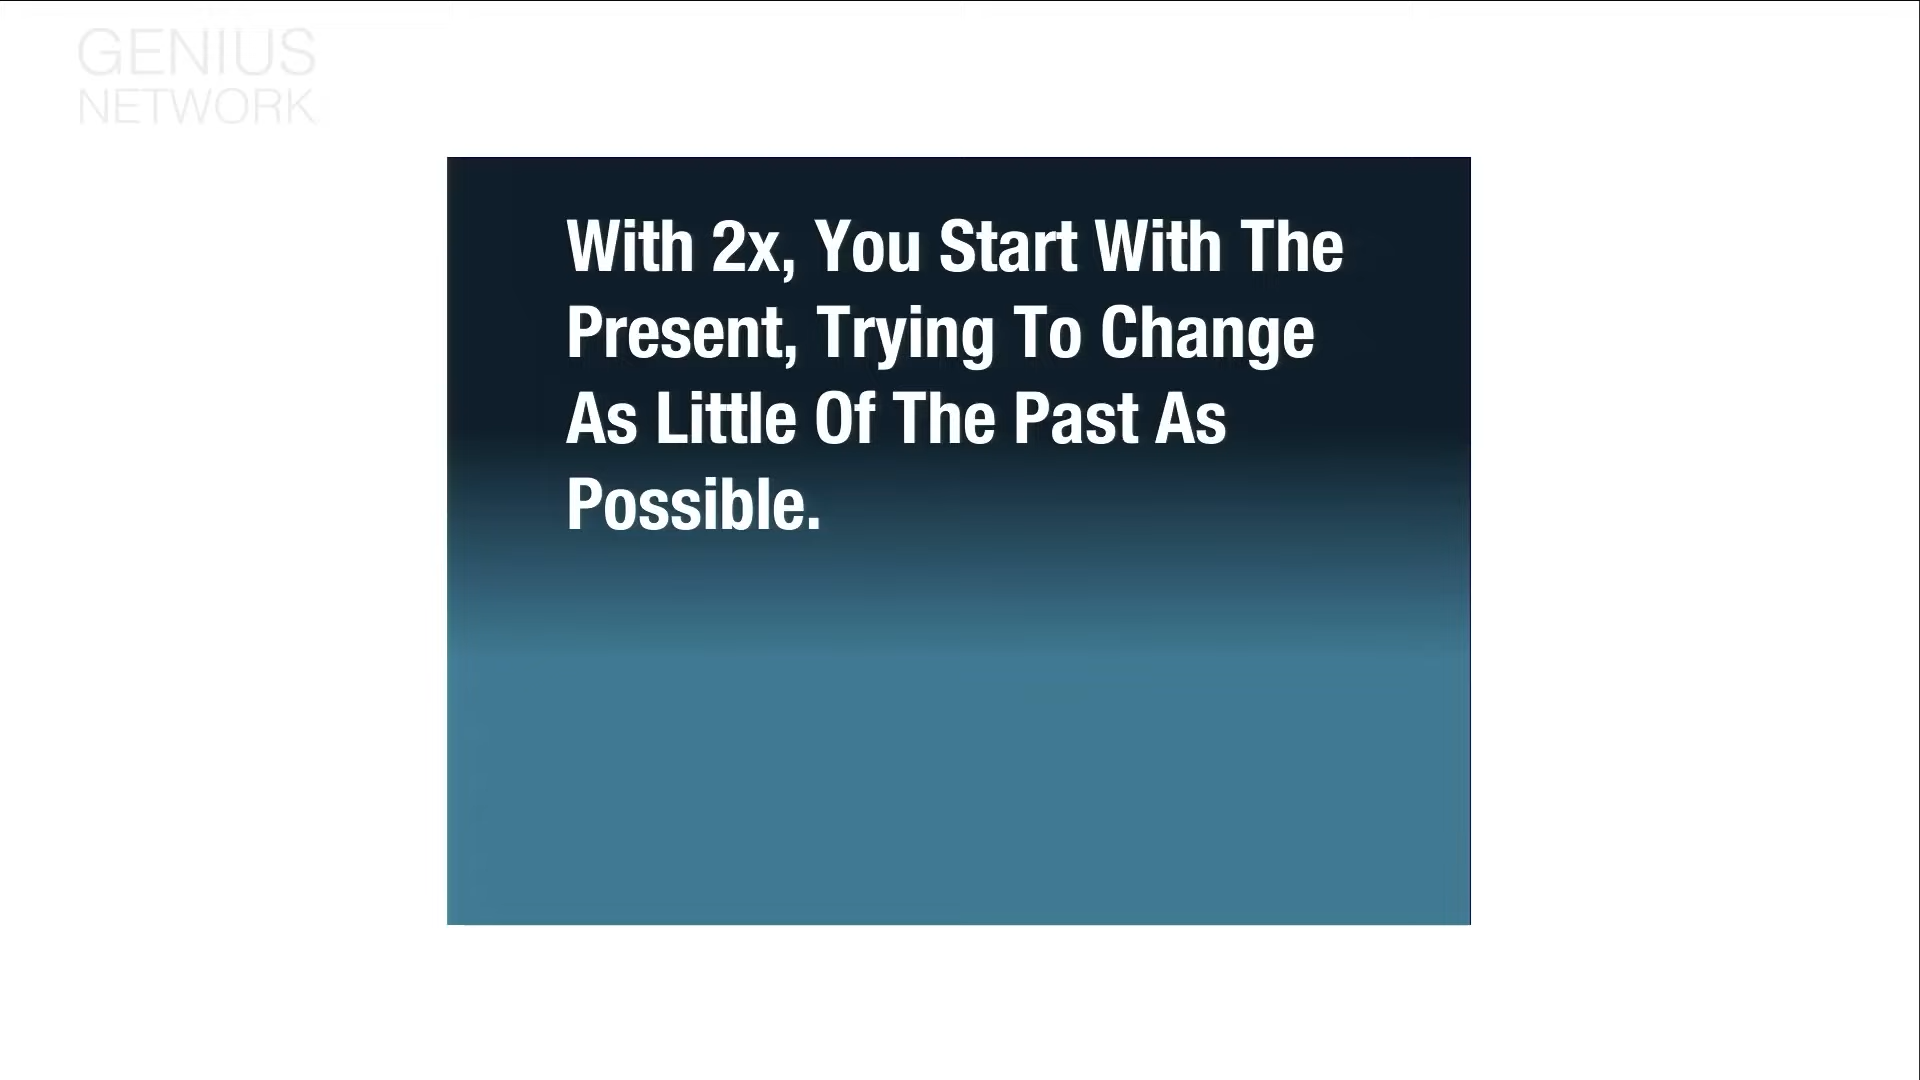 GENIUS
NETWORK
With 2x, You Start With The
Present, Trying To Change
As Little Of The Past As
Possible.